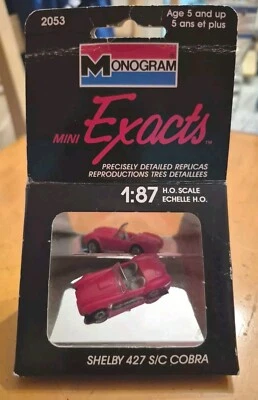 2053
Age 5 and up
5 ans et plus
MONOGRAM
MINI Exacts™
PRECISELY DETAILED REPLICAS
REPRODUCTIONS TRES DETAILLEES
1:87 H.O. SCALE
ECHELLE H.O.
SHELBY 427 S/C COBRA